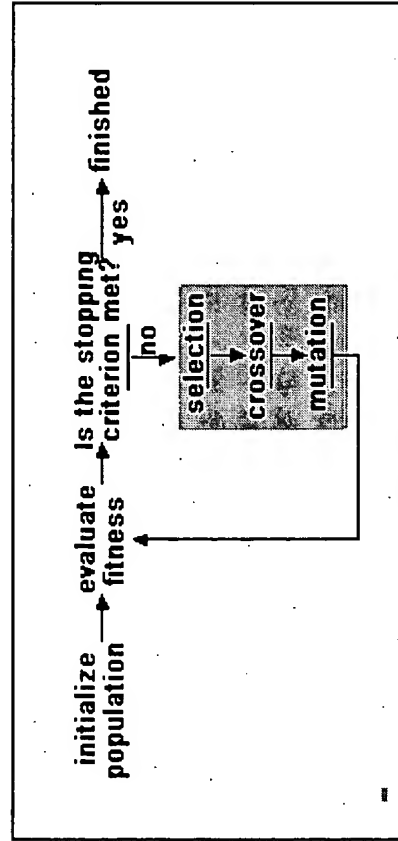 initialize
population
evaluate
fitness
Is the stopping
criterion met?
yes
finished
no
selection
crossover
mutation